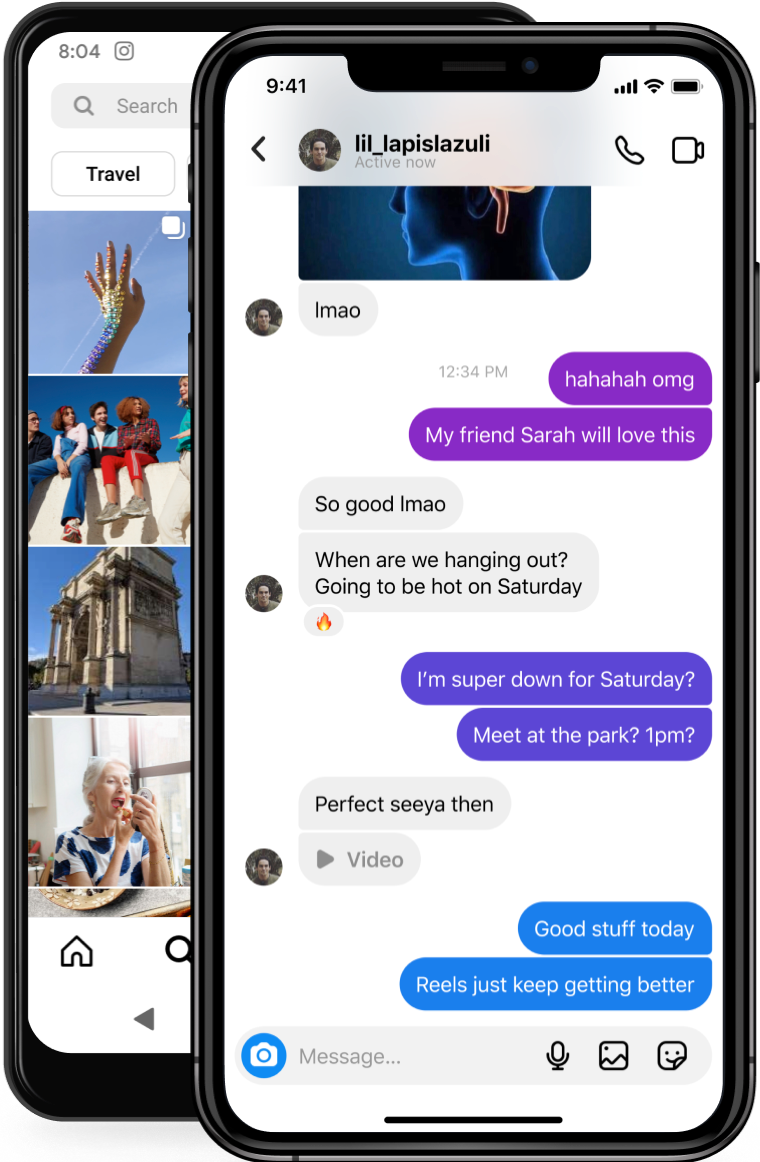 8:04
Search
Travel
9:41
lil_lapislazuli
Active now
lmao
12:34 PM
hahahah omg
My friend Sarah will love this
So good lmao
When are we hanging out?
Going to be hot on Saturday
I’m super down for Saturday?
Meet at the park? 1pm?
Perfect seeya then
Video
Good stuff today
Reels just keep getting better
Message...